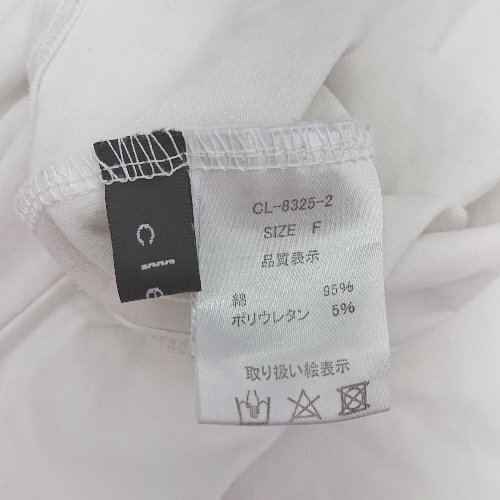 CL-8325-2
SIZE F
品質表示
綿 95%
ポリウレタン 5%
取り扱い絵表示